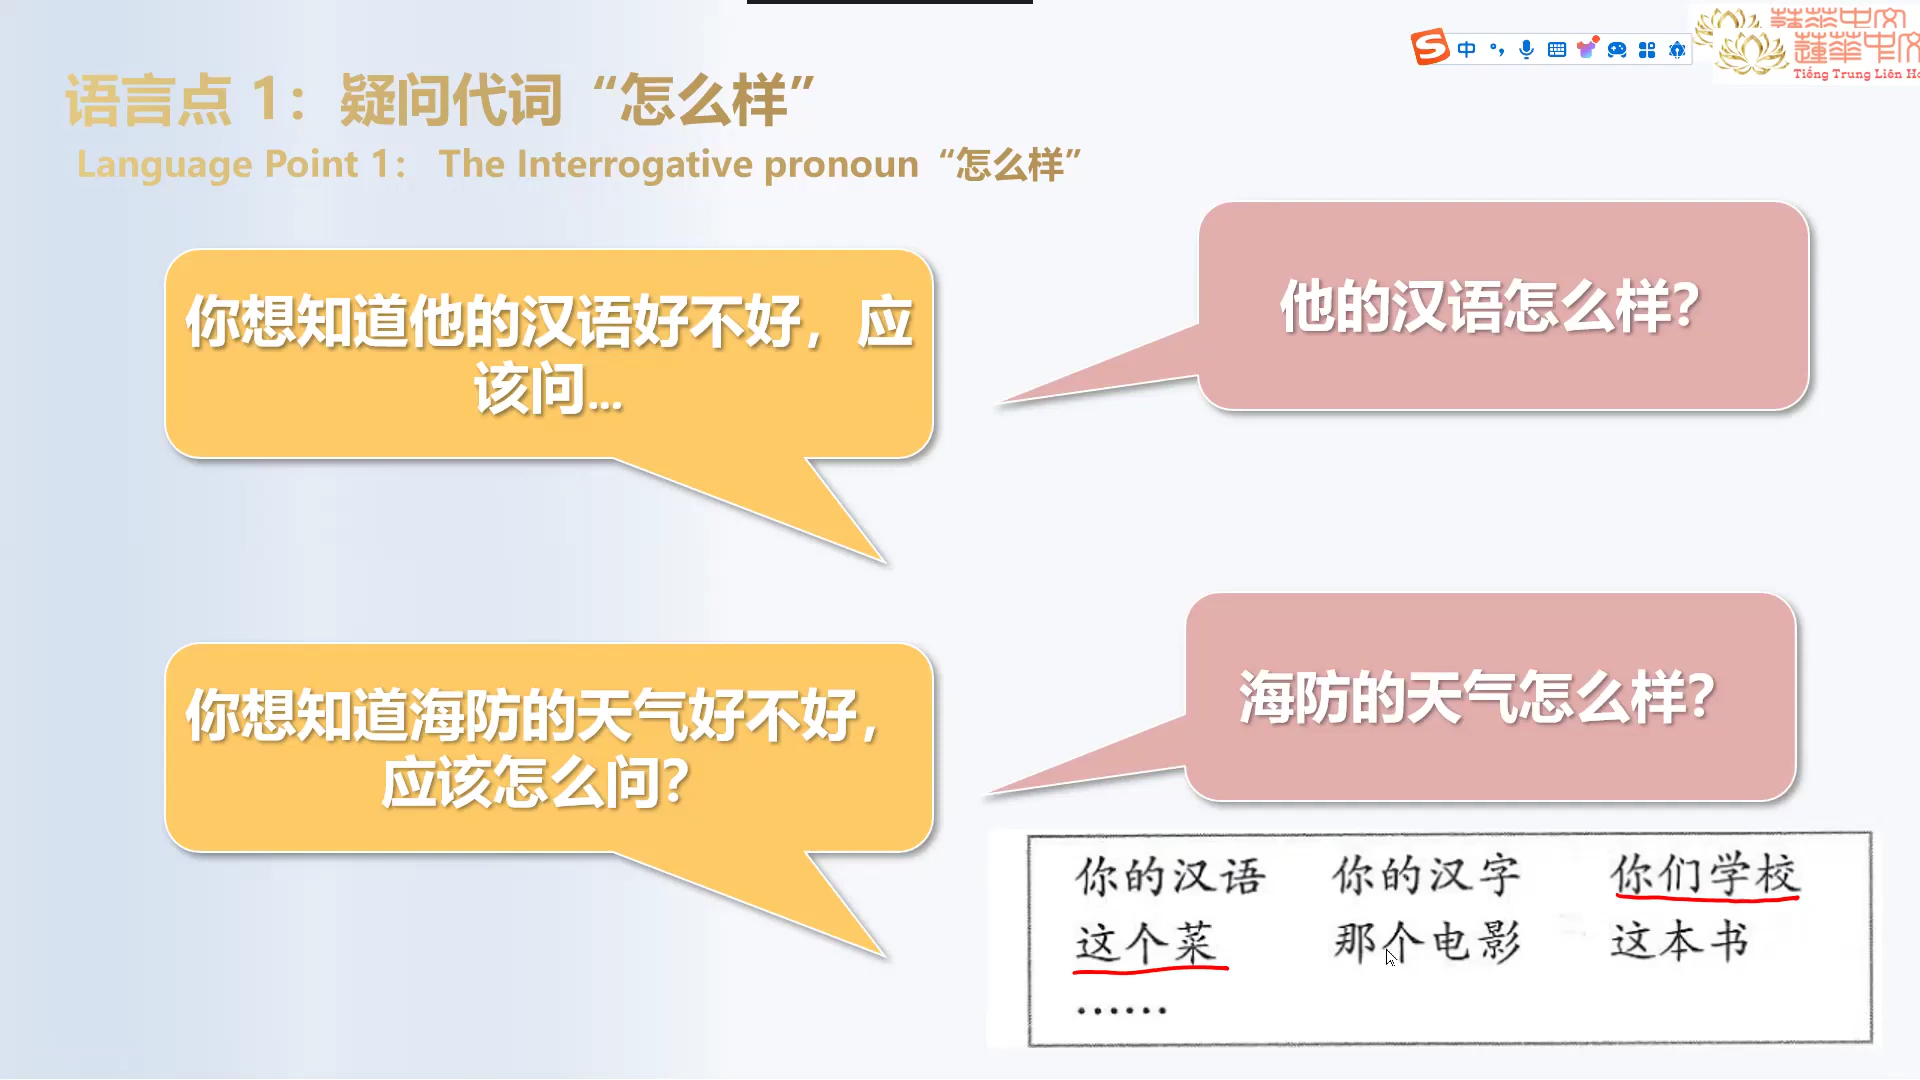 中
蓮華中文
Tiếng Trung Liên
语言点 1：疑问代词“怎么样”
Language Point 1： The Interrogative pronoun“怎么样”
你想知道他的汉语好不好，应
该问...
他的汉语怎么样？
你想知道海防的天气好不好，
应该怎么问？
海防的天气怎么样？
你的汉语 你的汉字 你们学校
这个菜 那个电影 这本书
······